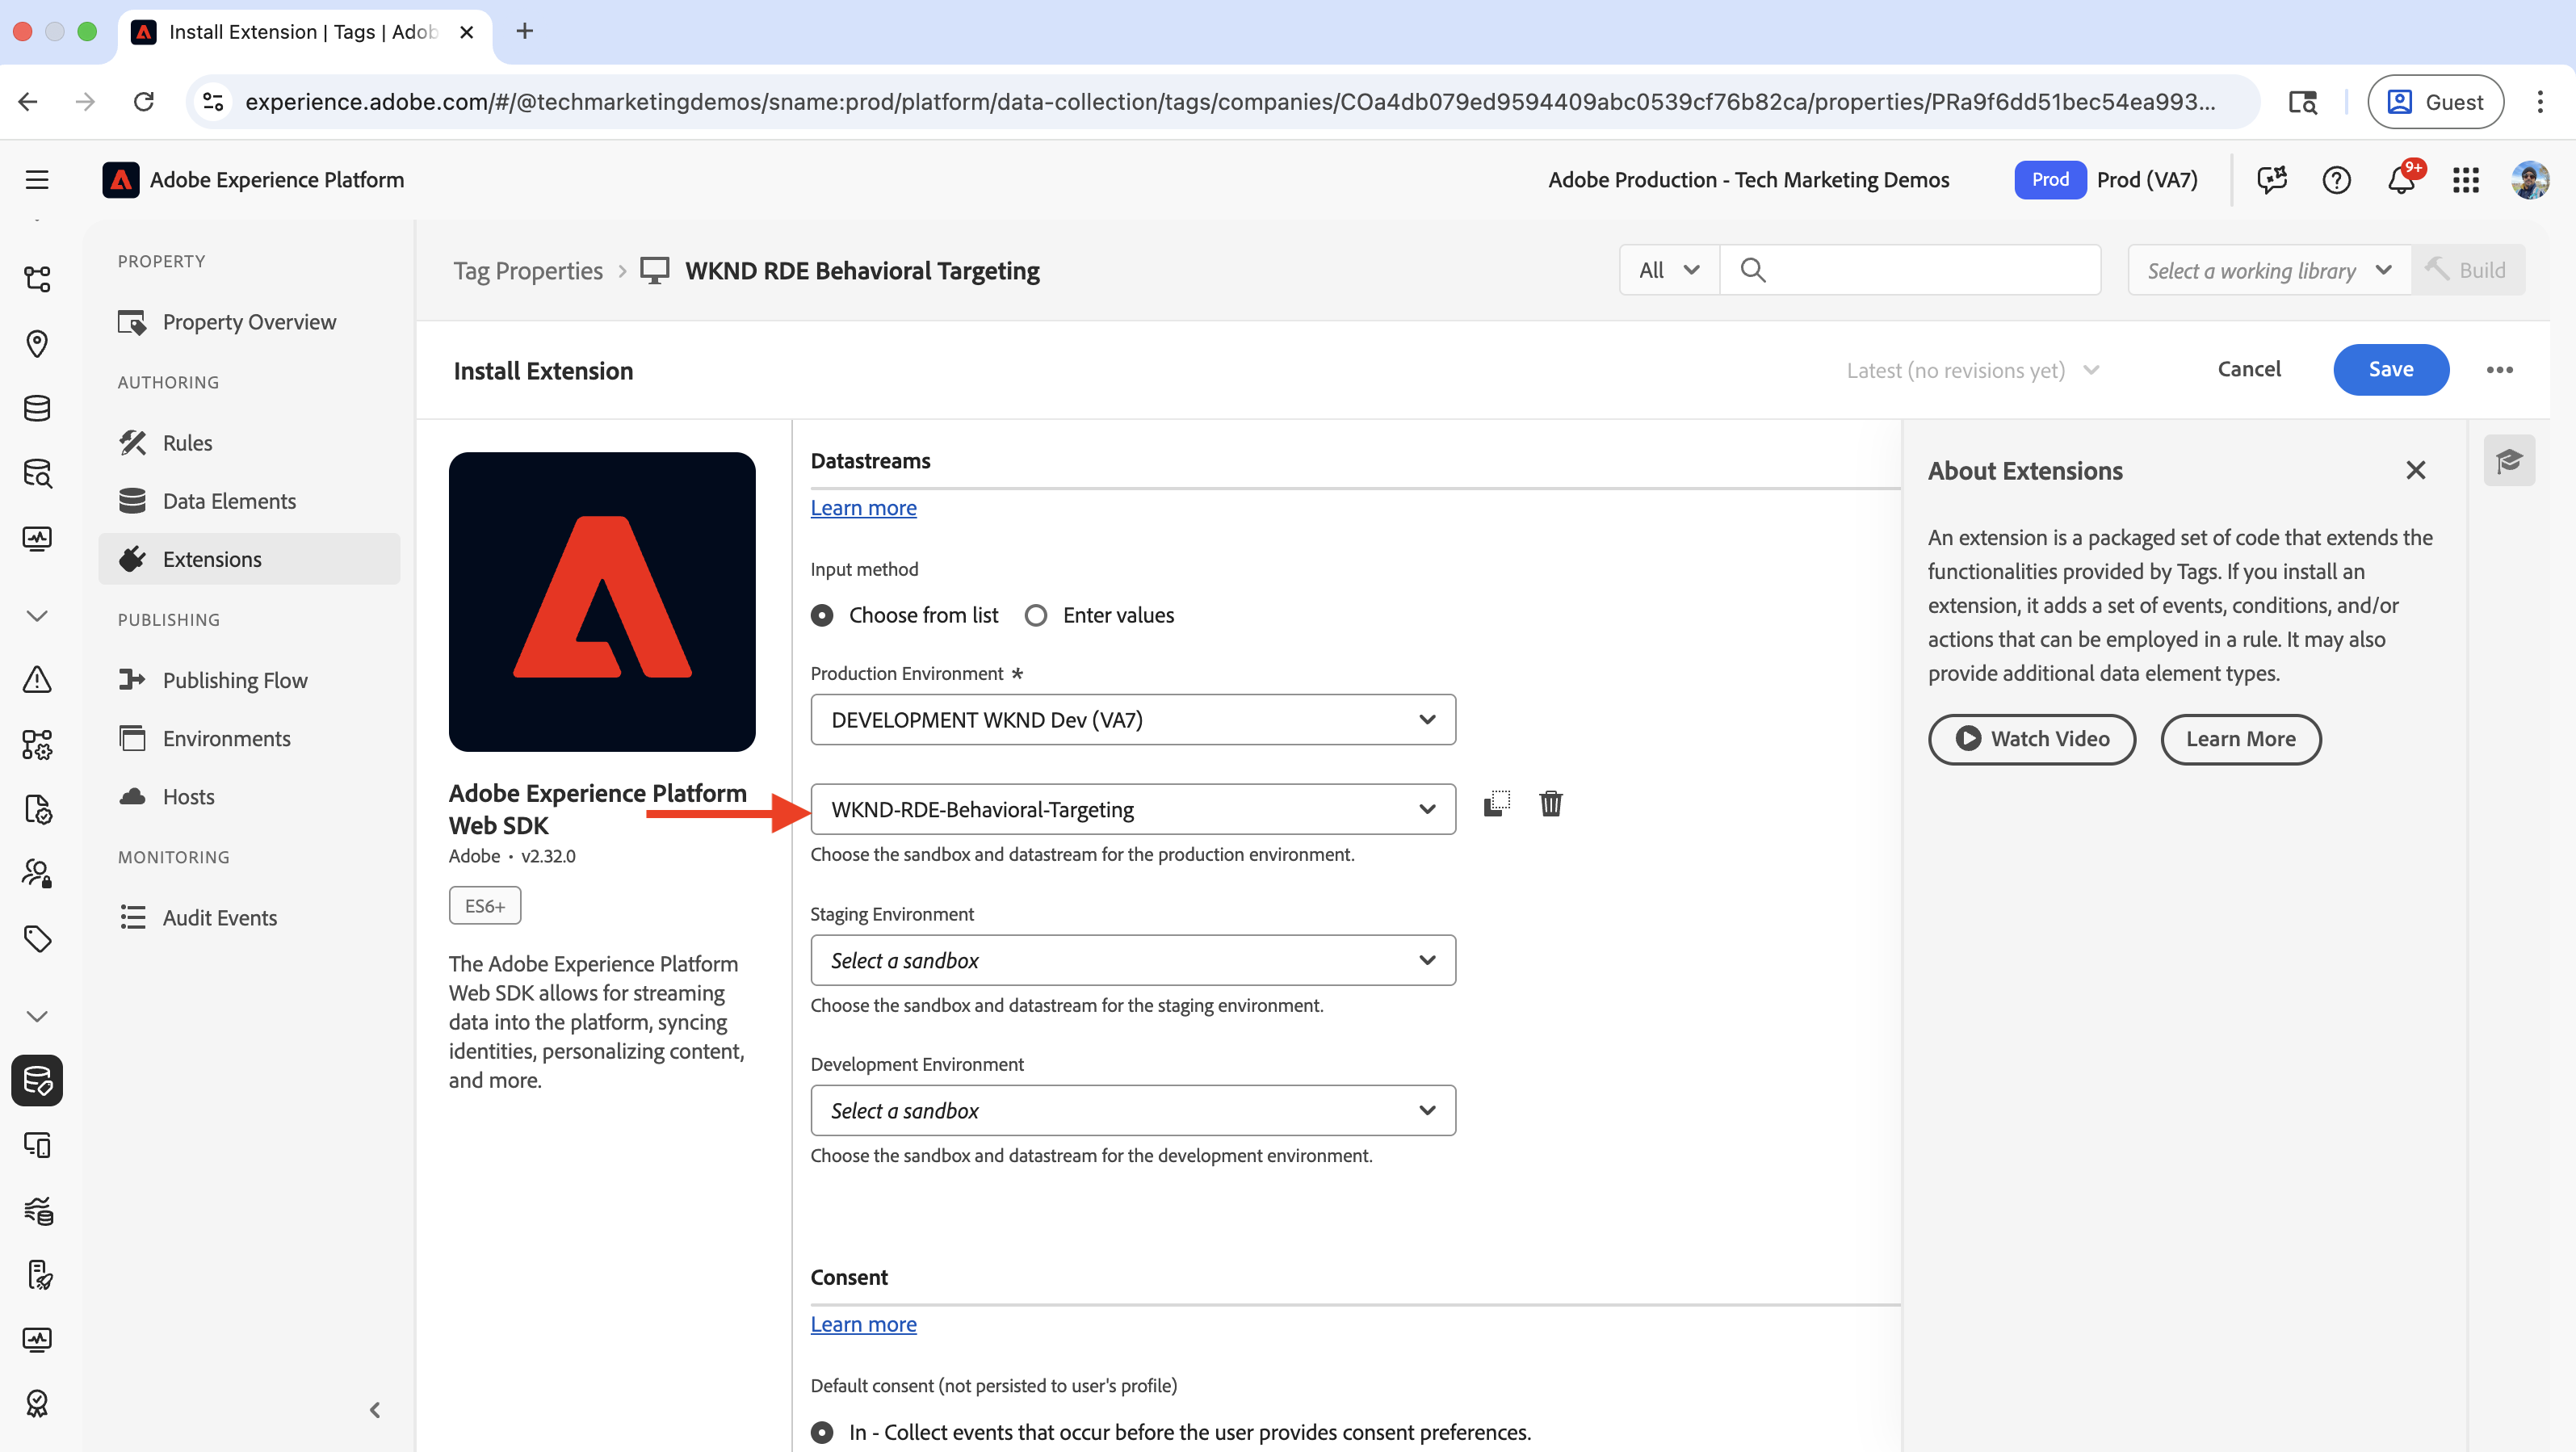 Install Extension | Tags | Adob
experience.adobe.com/#/@techmarketingdemos/sname:prod/platform/data-collection/tags/companies/COa4db079ed9594409abc0539cf76b82ca/properties/PRa9f6dd51bec54ea993...
Guest
Adobe Experience Platform
Adobe Production - Tech Marketing Demos
Prod
Prod (VA7)
9+
PROPERTY
Property Overview
AUTHORING
Rules
Data Elements
Extensions
PUBLISHING
Publishing Flow
Environments
Hosts
MONITORING
Audit Events
Tag Properties
WKND RDE Behavioral Targeting
All
Select a working library
Build
Install Extension
Latest (no revisions yet)
Cancel
Save
Adobe Experience Platform
Web SDK
Adobe • v2.32.0
ES6+
The Adobe Experience Platform
Web SDK allows for streaming
data into the platform, syncing
identities, personalizing content,
and more.
Datastreams
Learn more
Input method
Choose from list
Enter values
Production Environment *
DEVELOPMENT WKND Dev (VA7)
WKND-RDE-Behavioral-Targeting
Choose the sandbox and datastream for the production environment.
Staging Environment
Select a sandbox
Choose the sandbox and datastream for the staging environment.
Development Environment
Select a sandbox
Choose the sandbox and datastream for the development environment.
Consent
Learn more
Default consent (not persisted to user's profile)
In - Collect events that occur before the user provides consent preferences.
About Extensions
An extension is a packaged set of code that extends the
functionalities provided by Tags. If you install an
extension, it adds a set of events, conditions, and/or
actions that can be employed in a rule. It may also
provide additional data element types.
Watch Video
Learn More